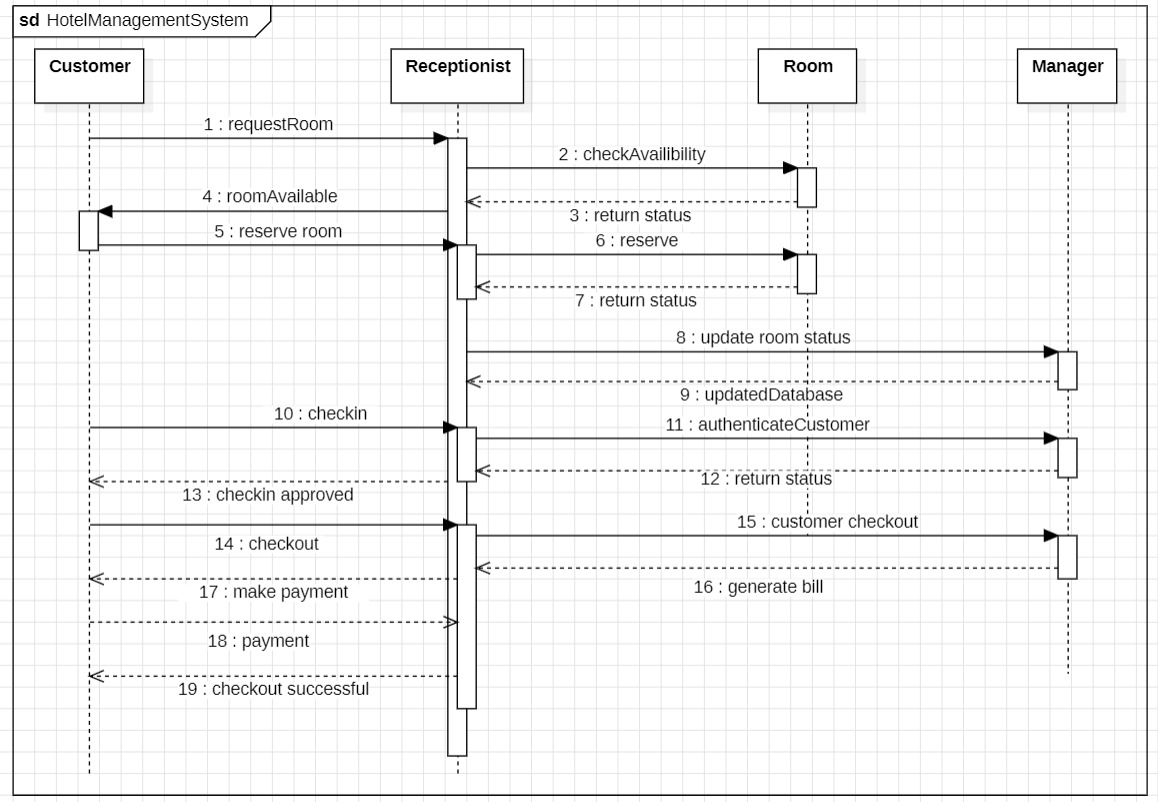 sd HotelManagementSystem
Customer
Receptionist
Room
Manager
1 : requestRoom
2 : checkAvailibility
4 : roomAvailable
3 : return status
5 : reserve room
6 : reserve
7 : return status
8 : update room status
9 : updatedDatabase
10 : checkin
11 : authenticateCustomer
12 : return status
13 : checkin approved
15 : customer checkout
14 : checkout
16 : generate bill
17 : make payment
18 : payment
19 : checkout successful